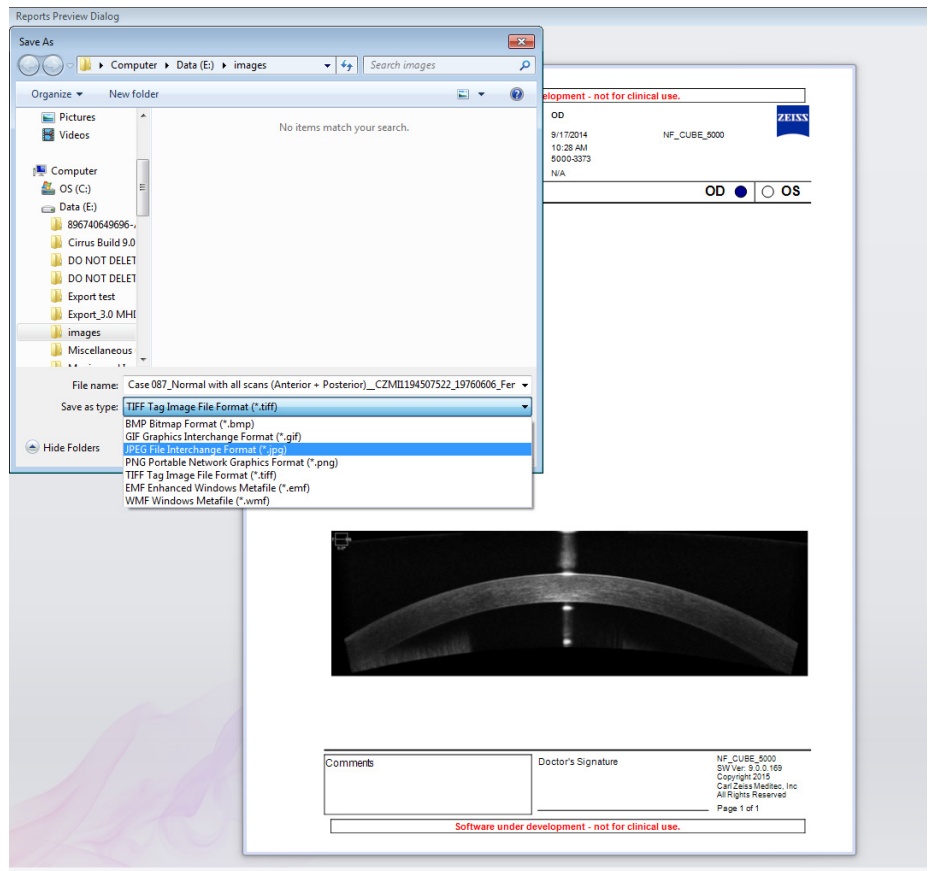 Reports Preview Dialog
Save As
Computer ▸ Data (E:) ▸ images
Search images
Organize
New folder
Pictures
Videos
Computer
OS (C:)
Data (E:)
896740649696-
Cirrus Build 9.0
DO NOT DELET
DO NOT DELET
Export test
Export_3.0 MHI
images
Miscellaneous
No items match your search.
File name: Case 087_Normal with all scans (Anterior + Posterior)__CZMI1194507522_19760606_Fer
Save as type: TIFF Tag Image File Format (*.tiff)
BMP Bitmap Format (*.bmp)
GIF Graphics Interchange Format (*.gif)
JPEG File Interchange Format (*.jpg)
PNG Portable Network Graphics Format (*.png)
TIFF Tag Image File Format (*.tiff)
EMF Enhanced Windows Metafile (*.emf)
WMF Windows Metafile (*.wmf)
Hide Folders
elopment - not for clinical use.
OD
ZEISS
9/17/2014 NF_CUBE_5000
10:28 AM
5000-3373
N/A
OD OS
Comments
Doctor's Signature
NF_CUBE_5000
SW Ver: 9.0.0.169
Copyright 2015
Carl Zeiss Meditec, Inc
All Rights Reserved
Page 1 of 1
Software under development - not for clinical use.